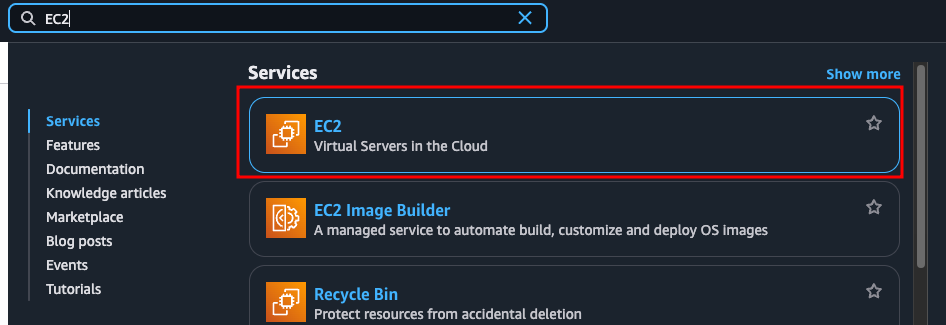 EC2
Services
Show more
Services
Features
Documentation
Knowledge articles
Marketplace
Blog posts
Events
Tutorials
EC2
Virtual Servers in the Cloud
EC2 Image Builder
A managed service to automate build, customize and deploy OS images
Recycle Bin
Protect resources from accidental deletion